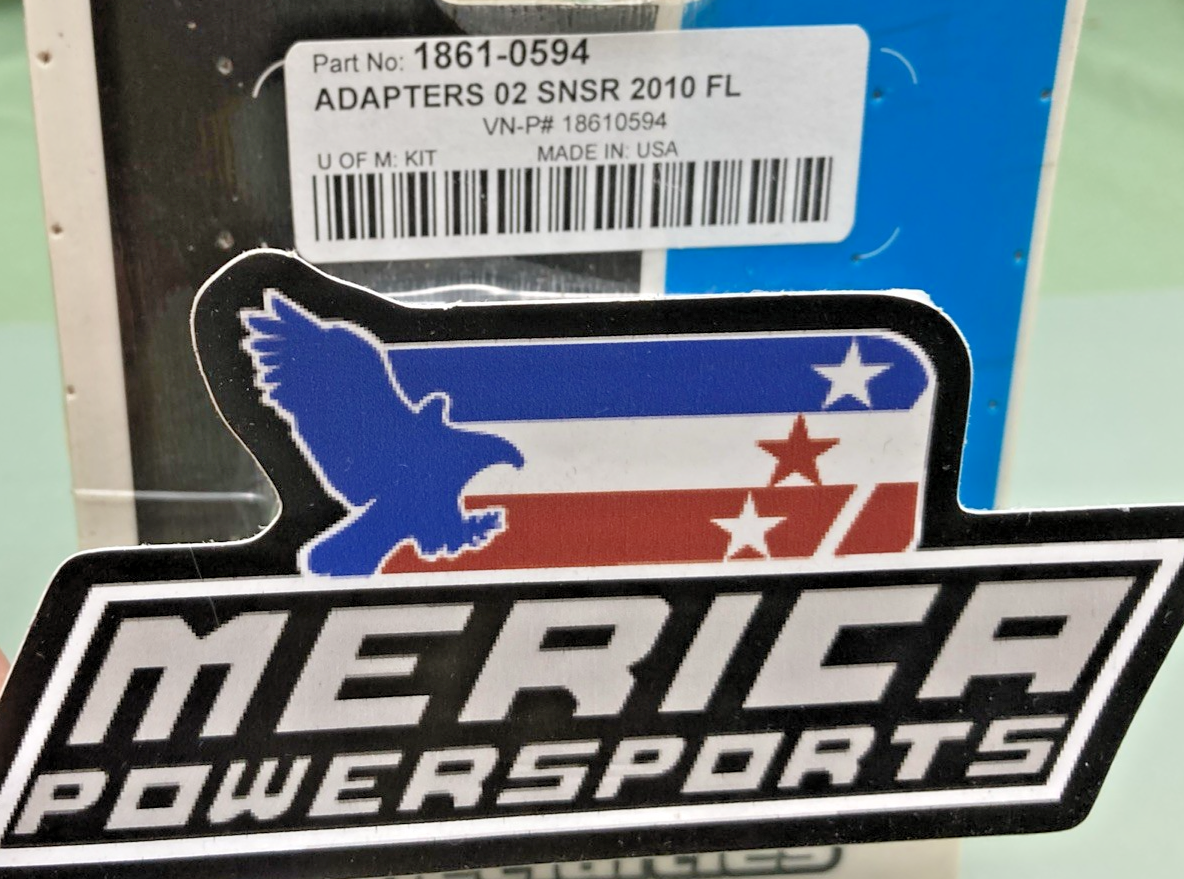 Part No: 1861-0594
ADAPTERS 02 SNSR 2010 FL
VN-P# 18610594
U OF M: KIT MADE IN: USA
MERICA
POWERSPORTS